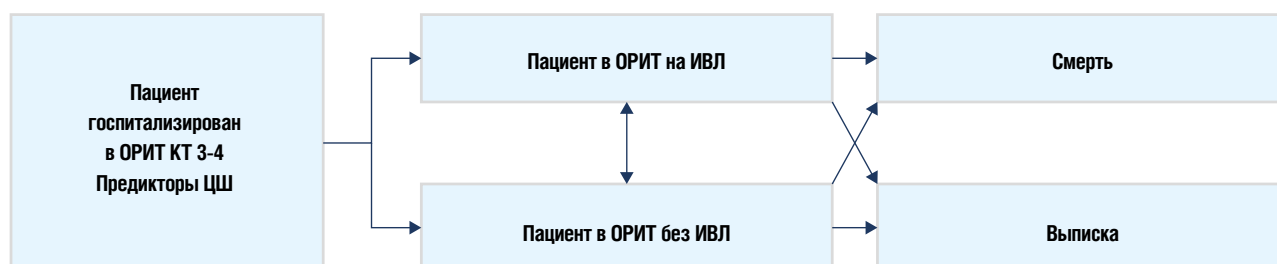 Пациент
госпитализирован
в ОРИТ КТ 3-4
Предикторы ЦШ
Пациент в ОРИТ на ИВЛ
Смерть
Пациент в ОРИТ без ИВЛ
Выписка